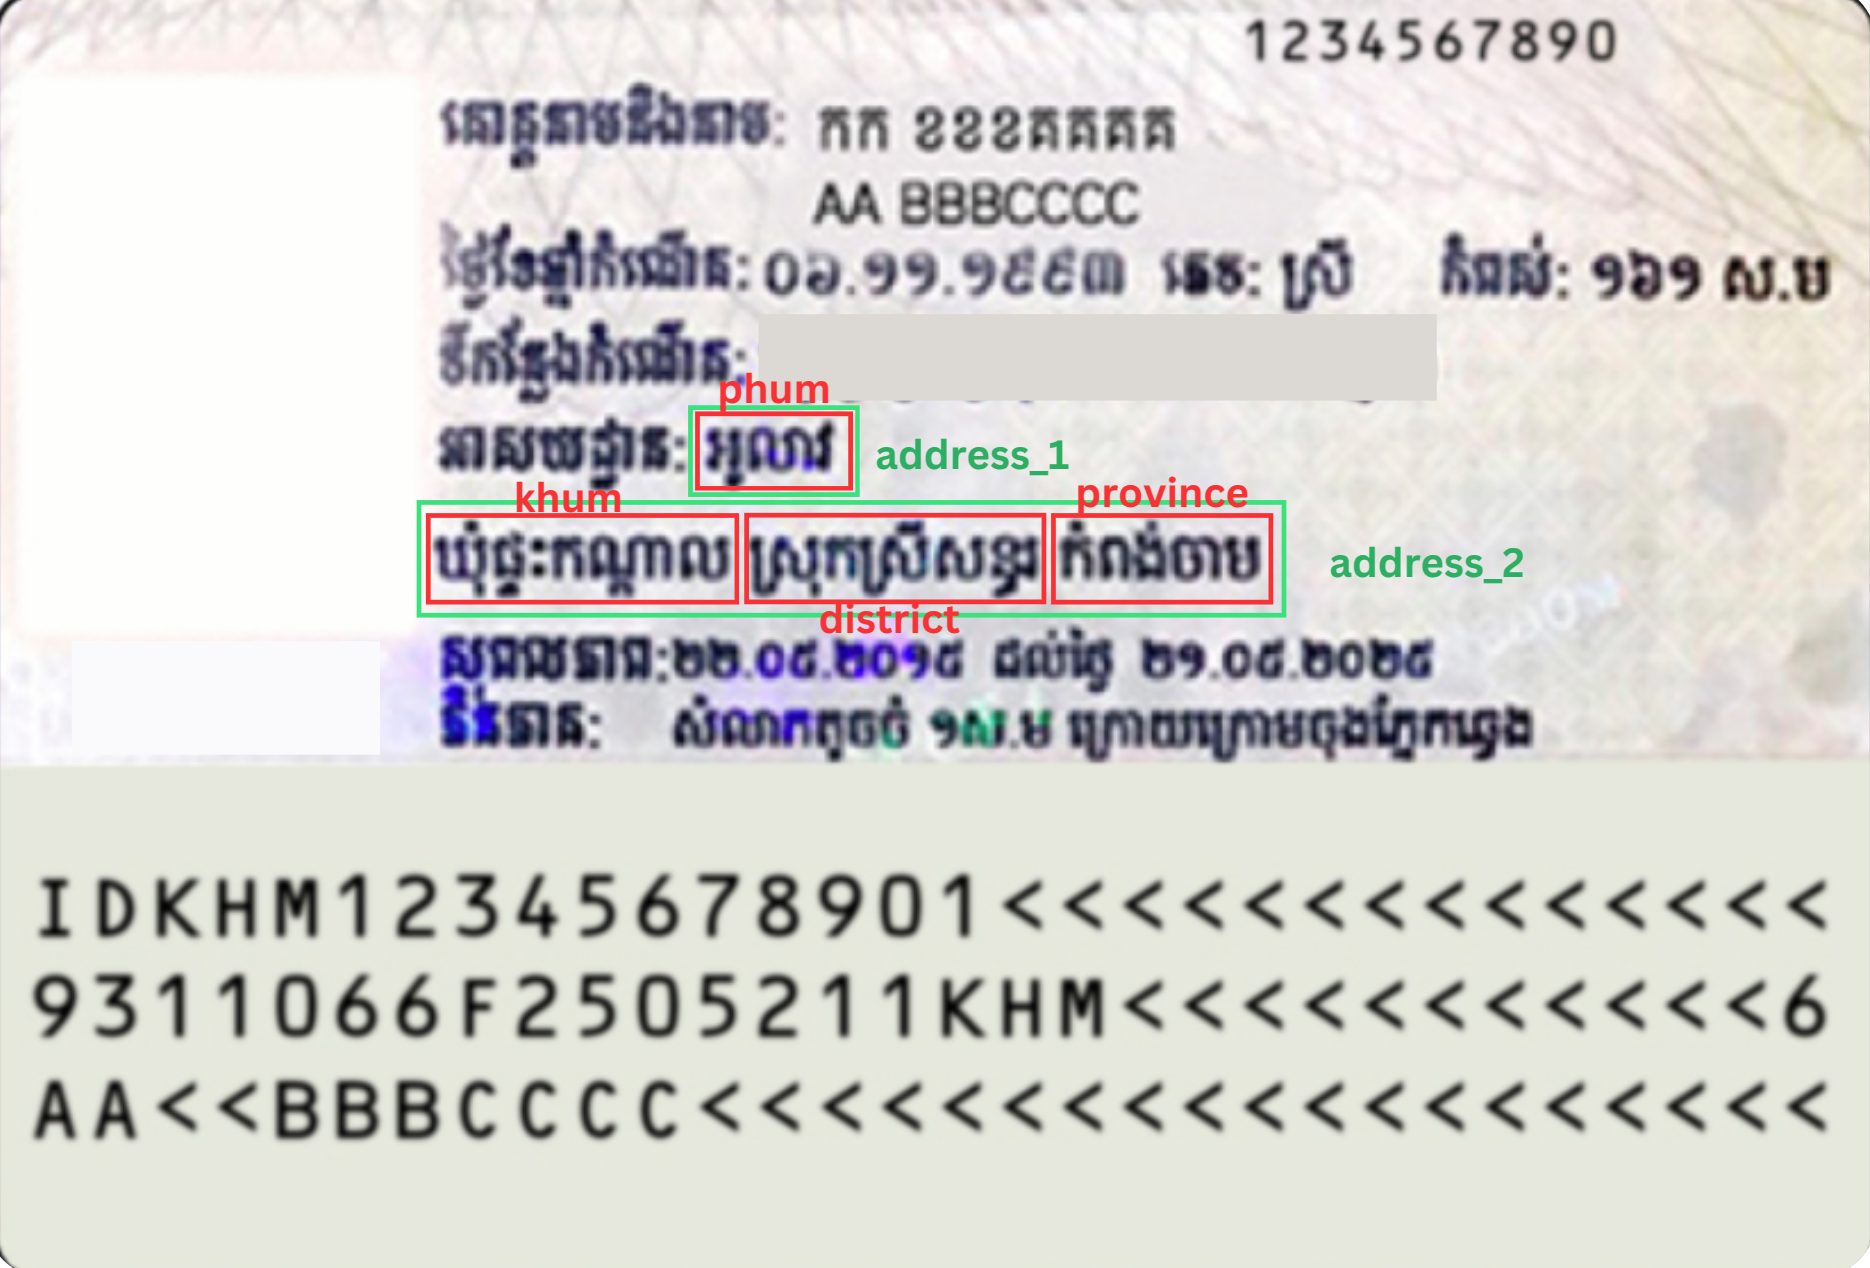 1234567890
គោត្តនាមនិងនាម: កក ខខខគគគគ
AA BBBCCCC
ថ្ងៃខែឆ្នាំកំណើត: ០៦.១១.១៩៩៣ ភេទ: ស្រី កំពស់: ១៦១ ស.ម
ទីកន្លែងកំណើត:
phum
អាសយដ្ឋាន: អូលាវ address_1
khum province
ឃុំផ្ទះកណ្ដាល ស្រុកស្រីសន្ធរ កំពង់ចាម address_2
district
សុពលភាព:២២.០៥.២០១៥ ដល់ថ្ងៃ ២១.០៥.២០២៥
ភិនភាគ: សំលាកតូចចំ ១ស.ម ក្រោយក្រោមចុងភ្នែកឆ្វេង
IDKHM12345678901<<<<<<<<<<<<<<
9311066F2505211KHM<<<<<<<<<<<6
AA<<BBBCCCC<<<<<<<<<<<<<<<<<<<